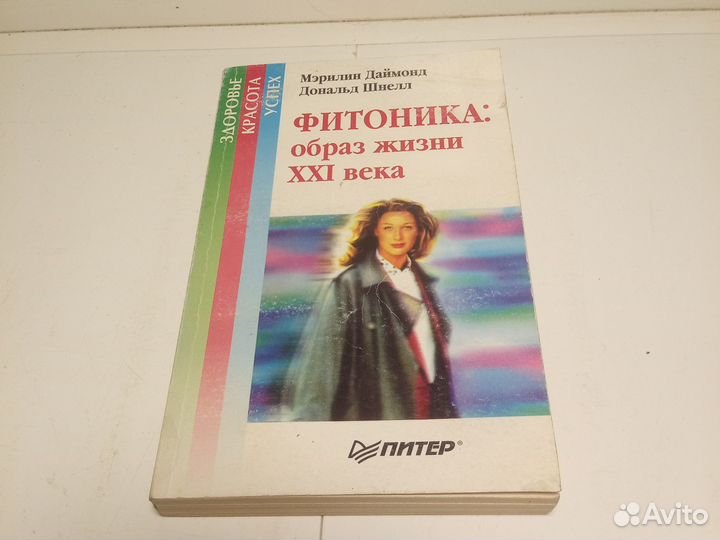 ЗДОРОВЬЕ
КРАСОТА
УСПЕХ
Мэрилин Даймонд
Дональд Шнелл
ФИТОНИКА:
образ жизни
XXI века
ПИТЕР®
Avito